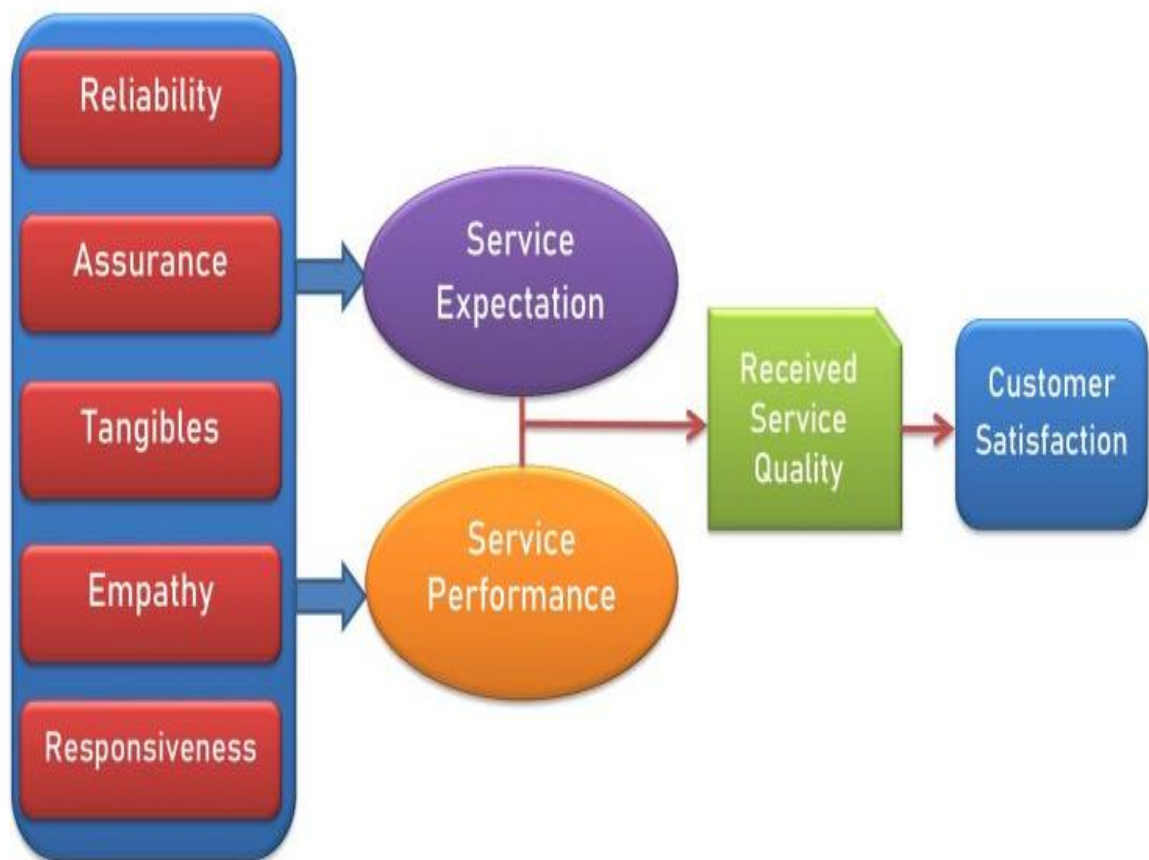 Reliability
Assurance
Tangibles
Empathy
Responsiveness
Service
Expectation
Service
Performance
Received
Service
Quality
Customer
Satisfaction